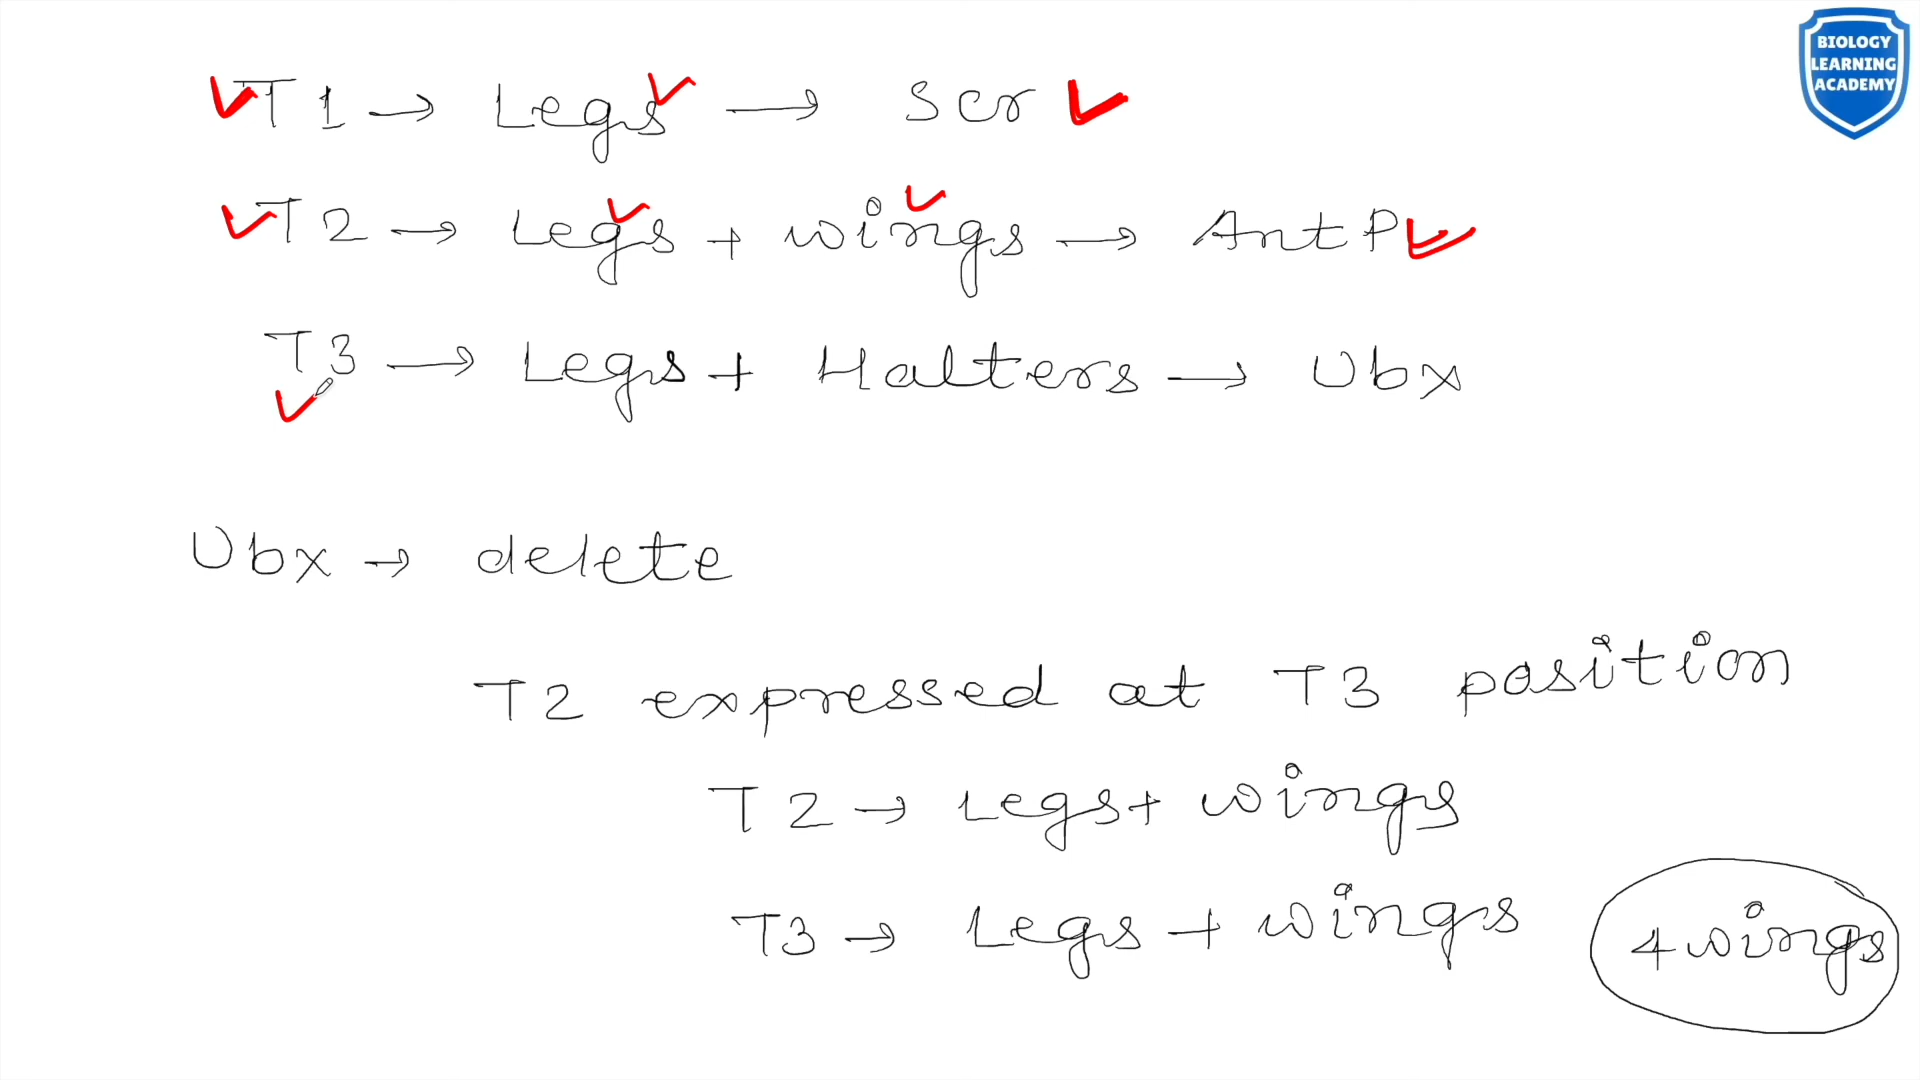 BIOLOGY
LEARNING
ACADEMY
T1 → Legs → Scr
T2 → Legs + wings → AntP
T3 → Legs + Halters → Ubx
Ubx → delete
T2 expressed at T3 position
T2 → Legs + wings
T3 → Legs + wings
4 wings